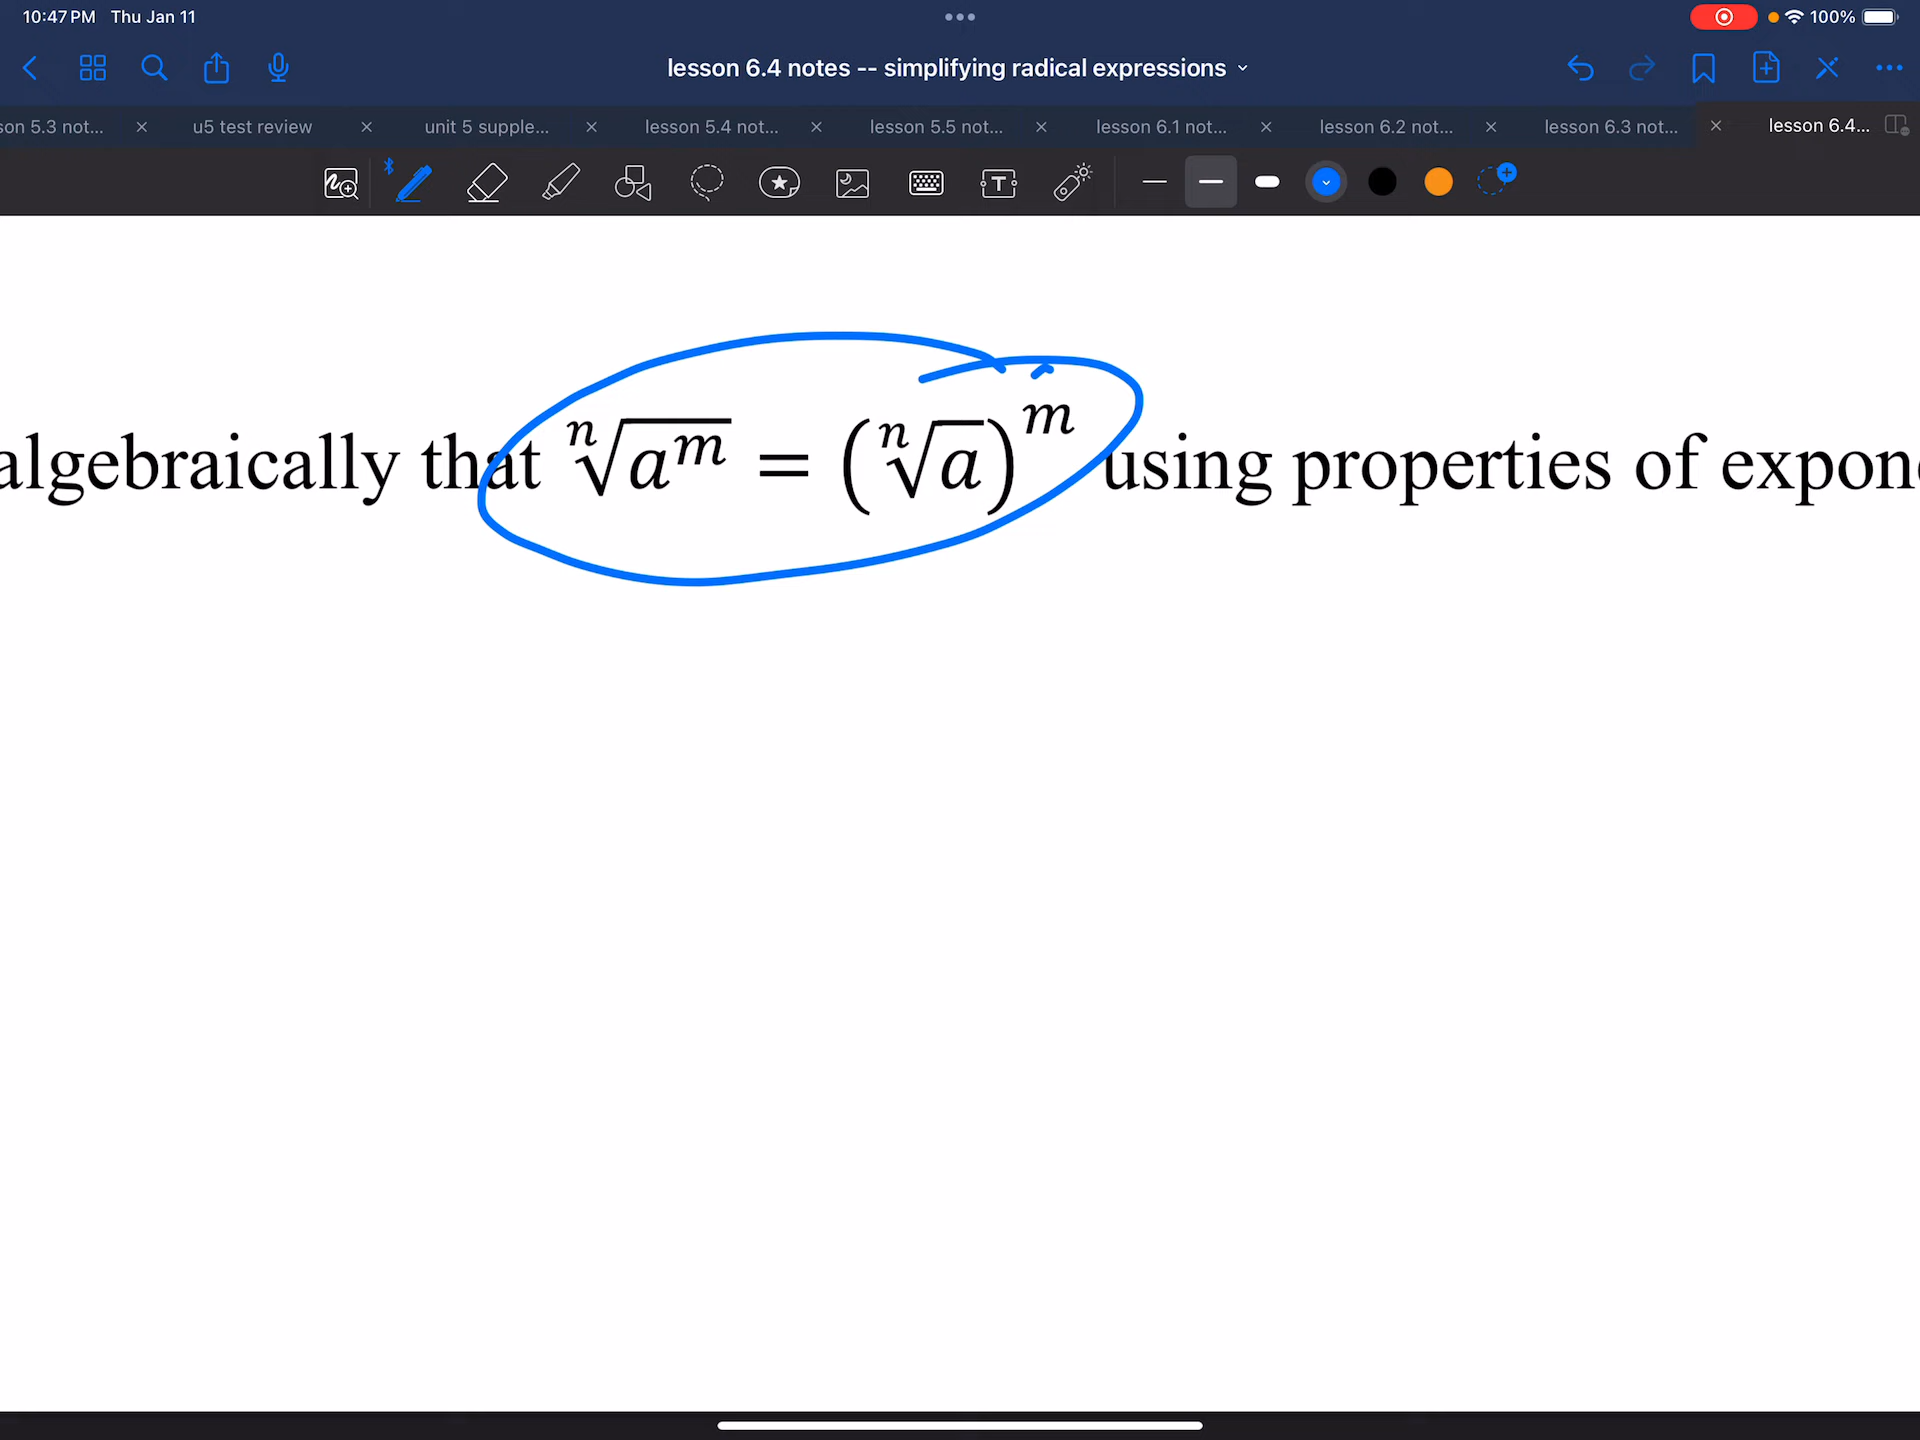 10:47 PM Thu Jan 11
100%
lesson 6.4 notes -- simplifying radical expressions
son 5.3 not... u5 test review unit 5 supple... lesson 5.4 not... lesson 5.5 not... lesson 6.1 not... lesson 6.2 not... lesson 6.3 not... lesson 6.4...
algebraically that ⁿ√aᵐ = (ⁿ√a)ᵐ using properties of expon